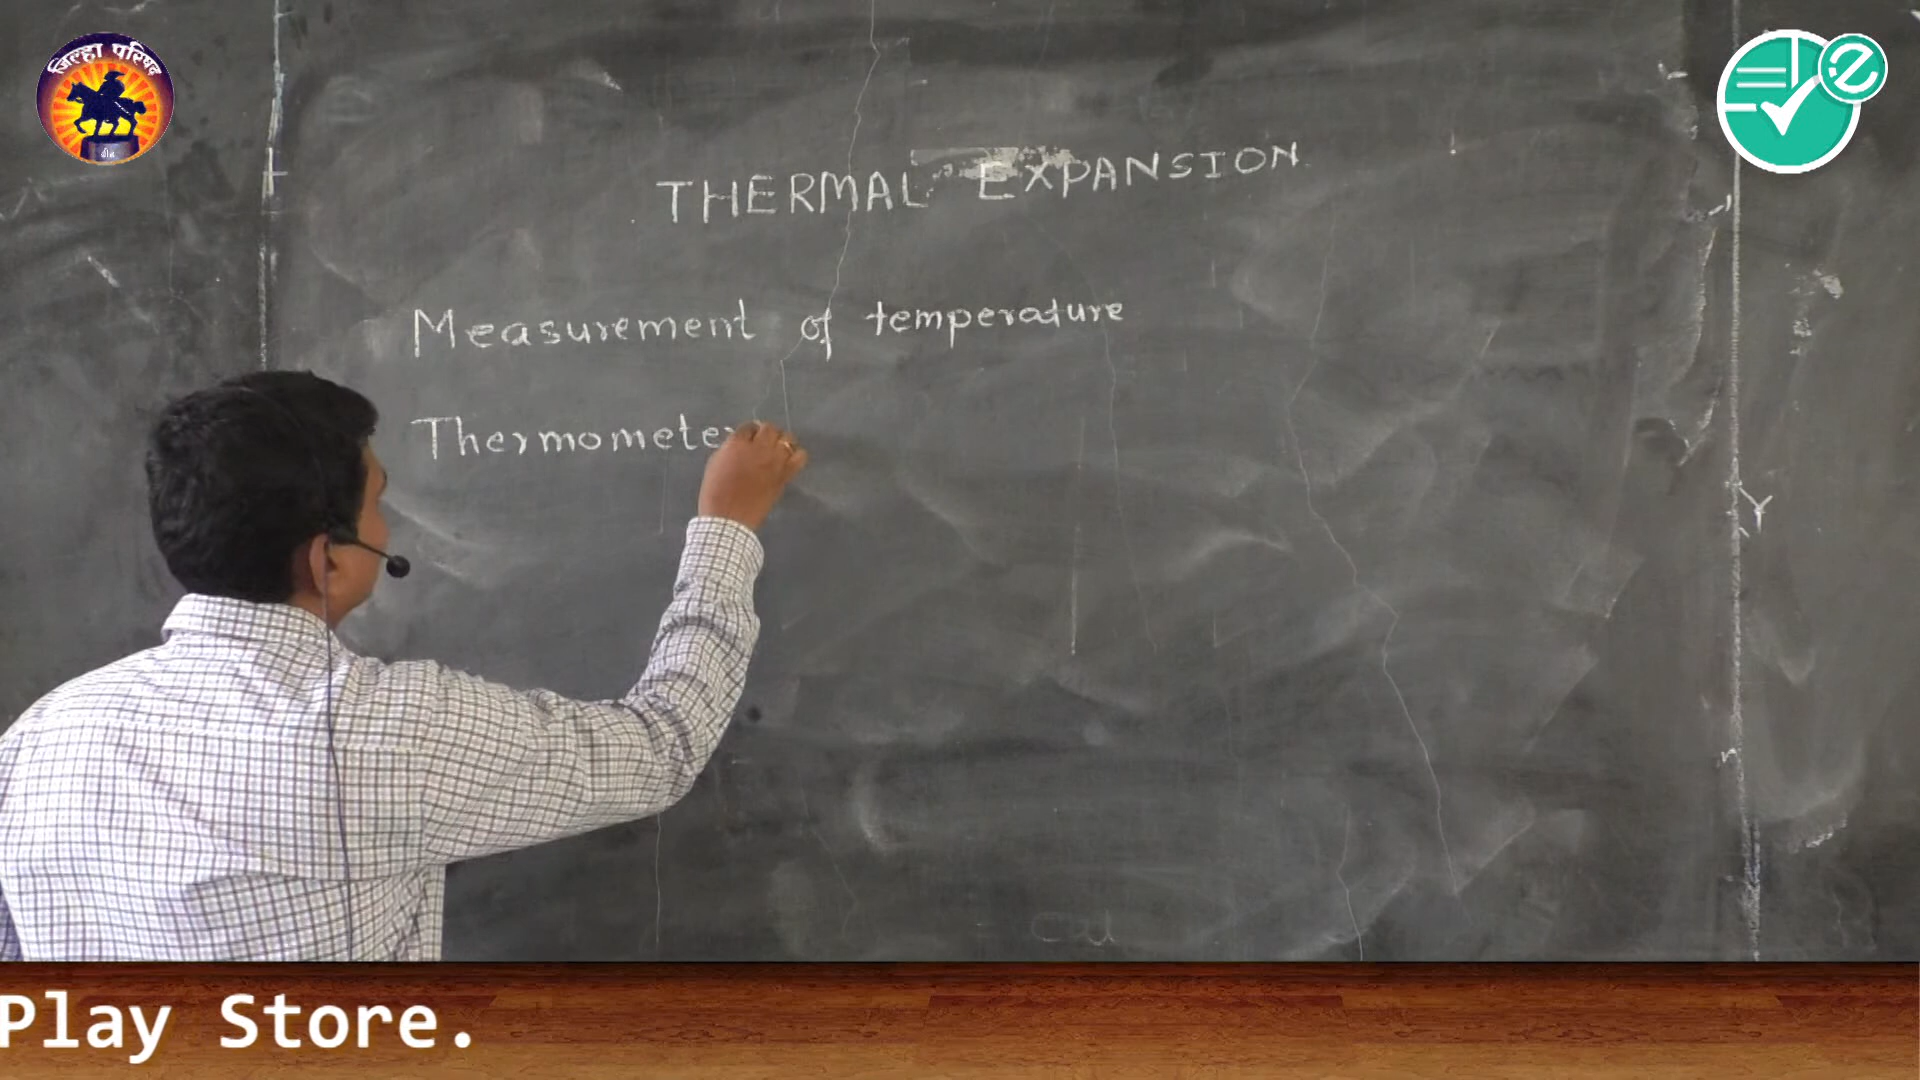 जिल्हा परिषद
बीड
THERMAL EXPANSION
Measurement of temperature
Thermometer
Play Store.